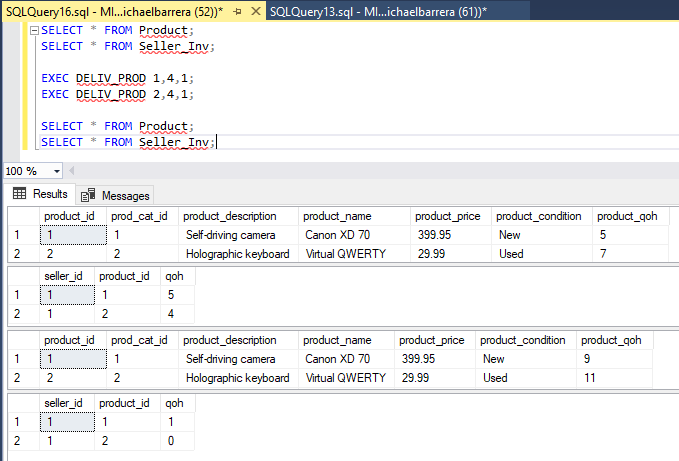 SQLQuery16.sql - MI...ichaelbarrera (52))* SQLQuery13.sql - MI...ichaelbarrera (61))*
SELECT * FROM Product;
SELECT * FROM Seller_Inv;
EXEC DELIV_PROD 1,4,1;
EXEC DELIV_PROD 2,4,1;
SELECT * FROM Product;
SELECT * FROM Seller_Inv;
100 %
Results Messages
product_id prod_cat_id product_description product_name product_price product_condition product_qoh
1 1 1 Self-driving camera Canon XD 70 399.95 New 5
2 2 2 Holographic keyboard Virtual QWERTY 29.99 Used 7
seller_id product_id qoh
1 1 1 5
2 1 2 4
product_id prod_cat_id product_description product_name product_price product_condition product_qoh
1 1 1 Self-driving camera Canon XD 70 399.95 New 9
2 2 2 Holographic keyboard Virtual QWERTY 29.99 Used 11
seller_id product_id qoh
1 1 1 1
2 1 2 0